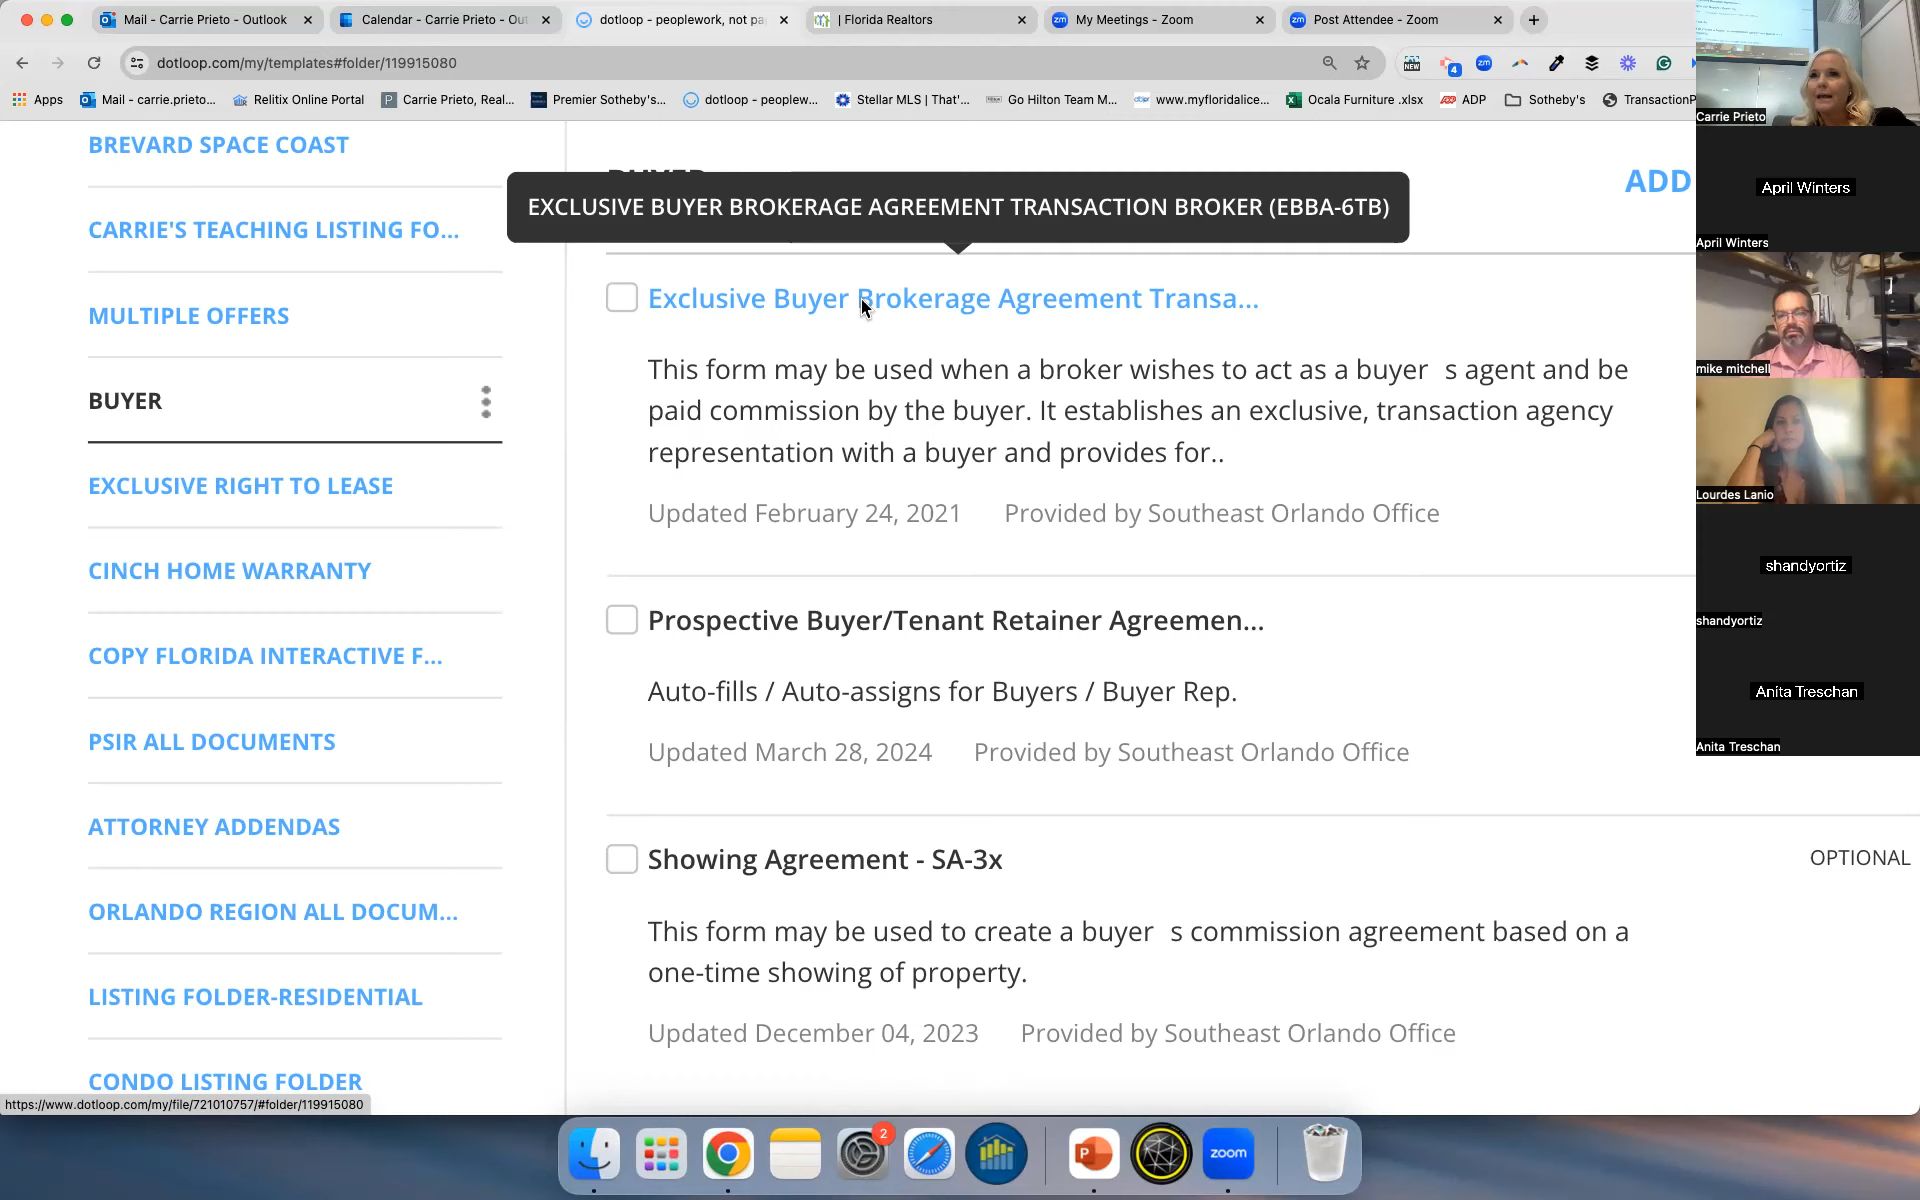 Mail - Carrie Prieto - Outlook
Calendar - Carrie Prieto - Out
dotloop - peoplework, not pa
| Florida Realtors
My Meetings - Zoom
Post Attendee - Zoom
dotloop.com/my/templates#folder/119915080
NEW
4
Apps
Mail - carrie.prieto...
Relitix Online Portal
Carrie Prieto, Real...
Premier Sotheby's...
dotloop - peoplew...
Stellar MLS | That'...
Go Hilton Team M...
www.myfloridalice...
Ocala Furniture .xlsx
ADP
Sotheby's
TransactionP
BREVARD SPACE COAST
CARRIE'S TEACHING LISTING FO...
MULTIPLE OFFERS
BUYER
EXCLUSIVE RIGHT TO LEASE
CINCH HOME WARRANTY
COPY FLORIDA INTERACTIVE F...
PSIR ALL DOCUMENTS
ATTORNEY ADDENDAS
ORLANDO REGION ALL DOCUM...
LISTING FOLDER-RESIDENTIAL
CONDO LISTING FOLDER
https://www.dotloop.com/my/file/721010757/#folder/119915080
BUYER
ADD
EXCLUSIVE BUYER BROKERAGE AGREEMENT TRANSACTION BROKER (EBBA-6TB)
Exclusive Buyer Brokerage Agreement Transa...
This form may be used when a broker wishes to act as a buyer s agent and be
paid commission by the buyer. It establishes an exclusive, transaction agency
representation with a buyer and provides for..
Updated February 24, 2021 Provided by Southeast Orlando Office
Prospective Buyer/Tenant Retainer Agreemen...
Auto-fills / Auto-assigns for Buyers / Buyer Rep.
Updated March 28, 2024 Provided by Southeast Orlando Office
Showing Agreement - SA-3x
OPTIONAL
This form may be used to create a buyer s commission agreement based on a
one-time showing of property.
Updated December 04, 2023 Provided by Southeast Orlando Office
Carrie Prieto
April Winters
April Winters
mike mitchell
Lourdes Lanio
shandyortiz
shandyortiz
Anita Treschan
Anita Treschan
2
zoom